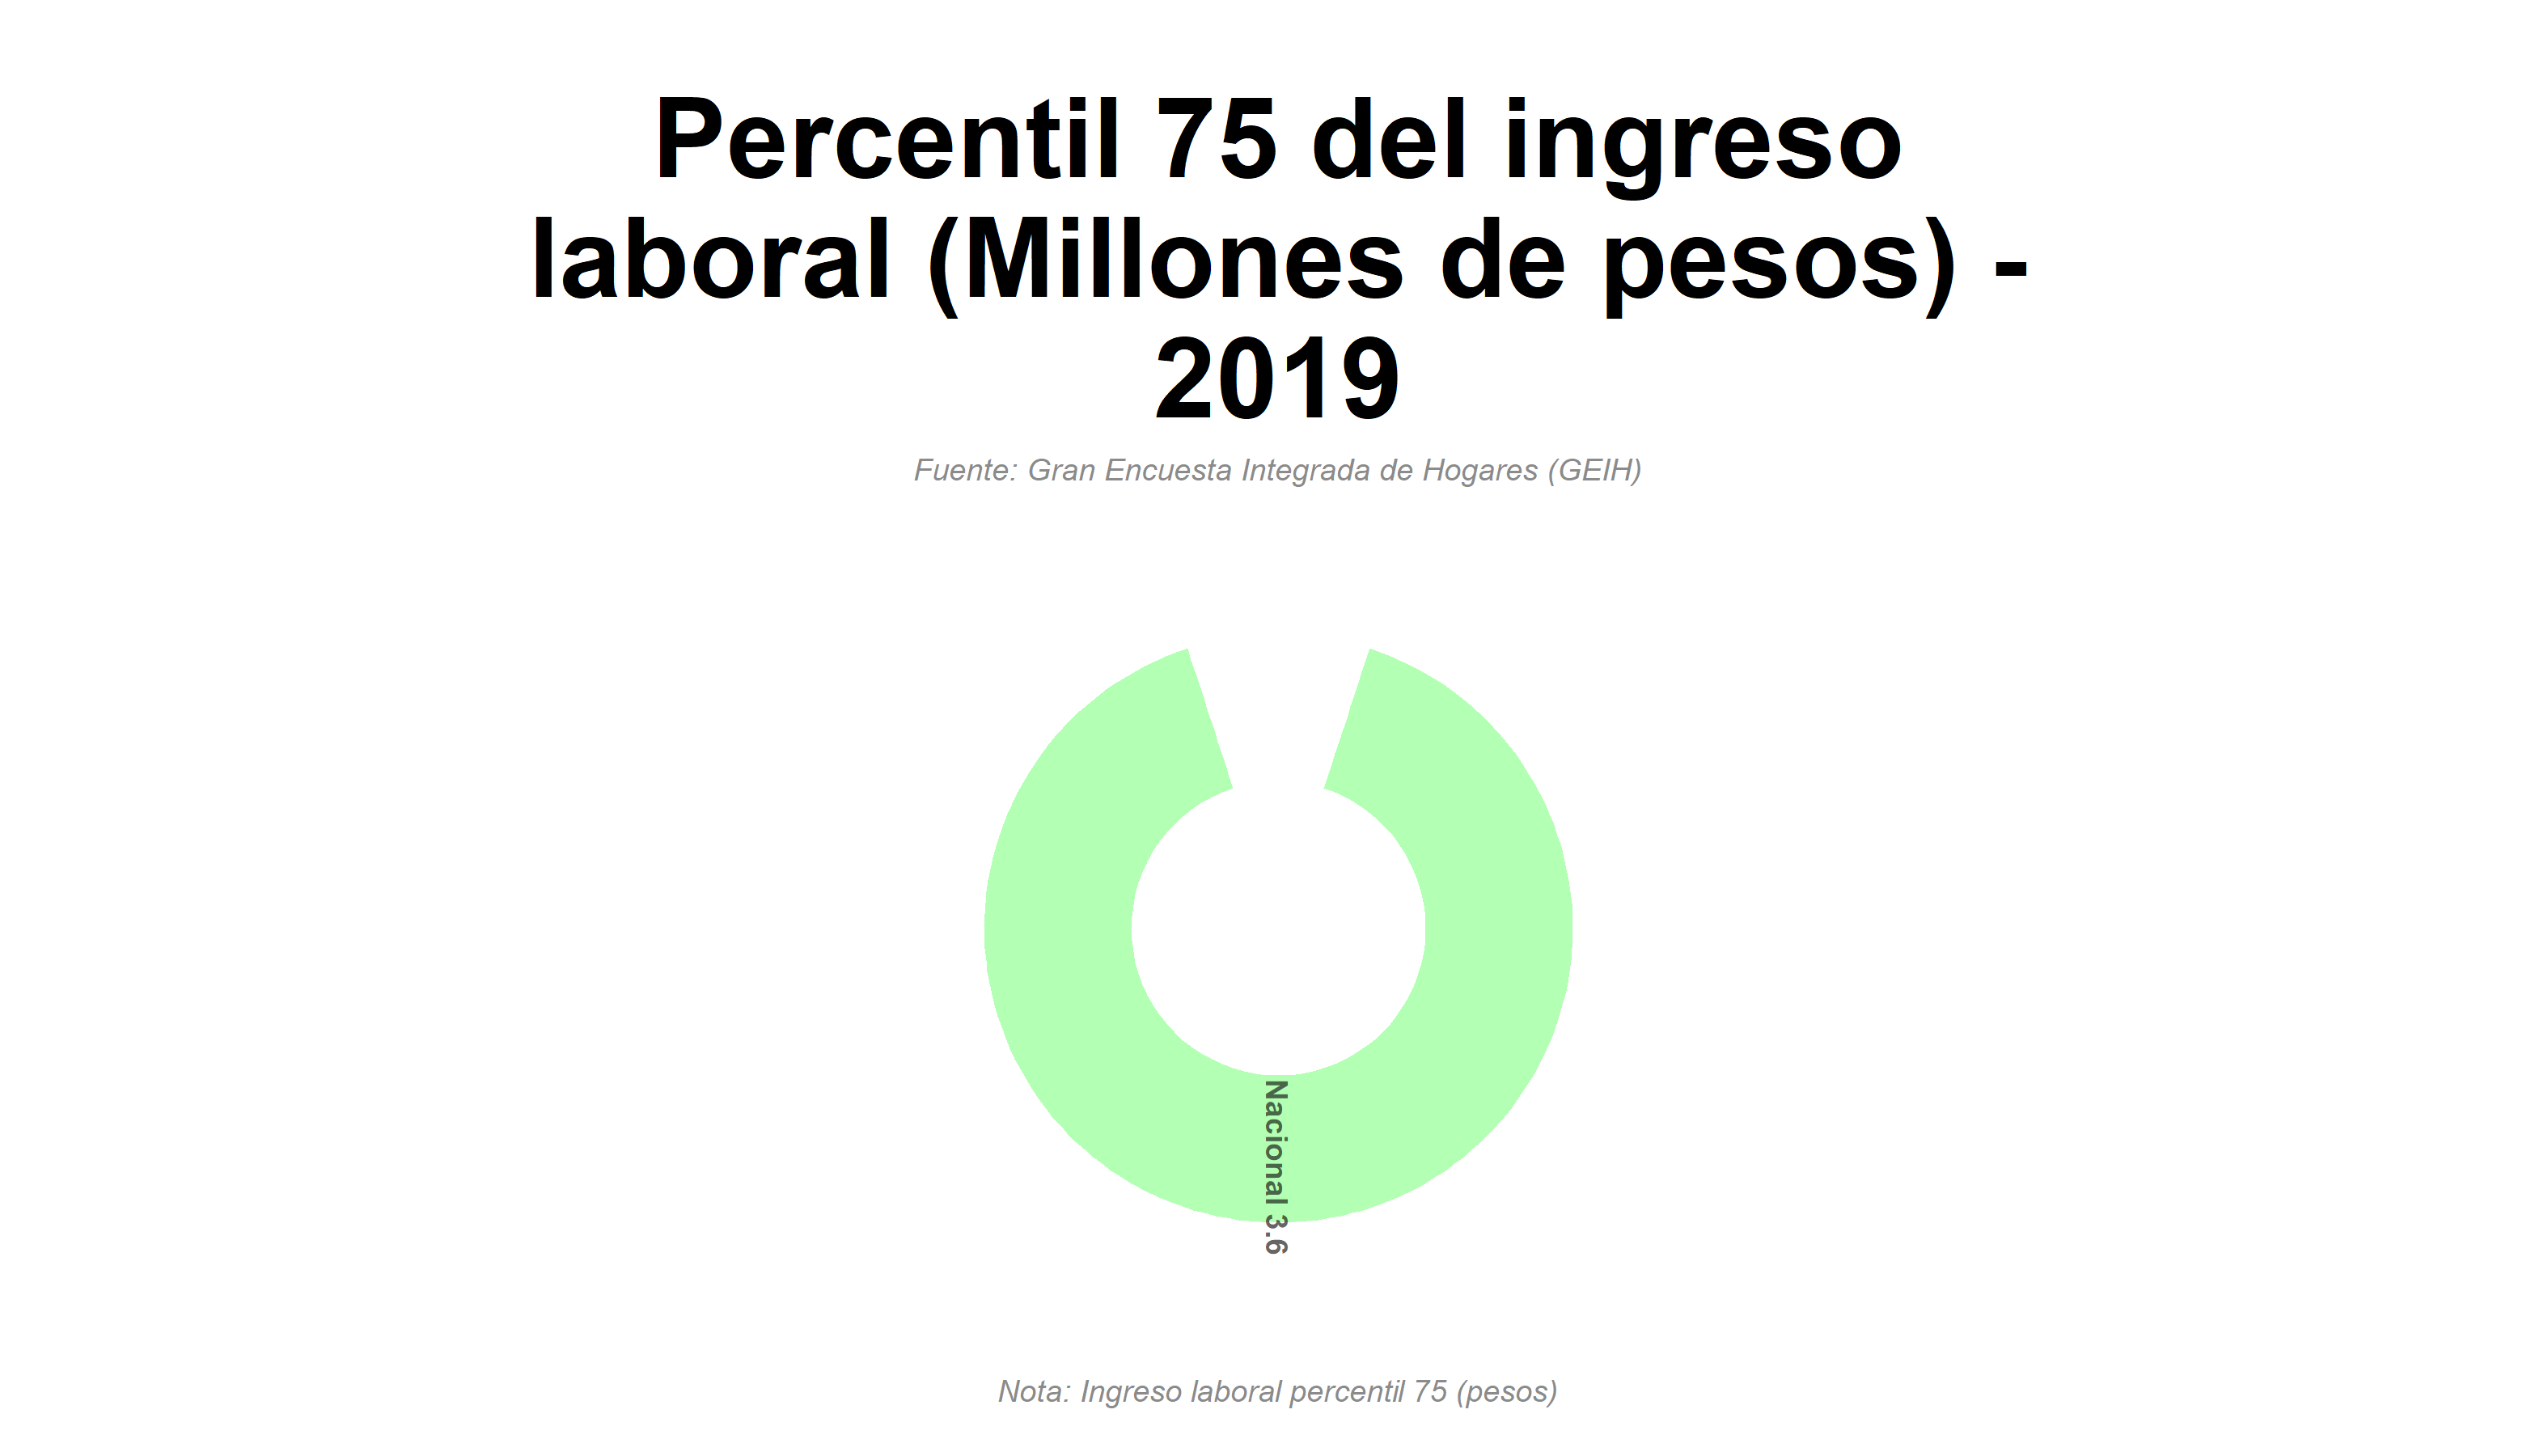 Percentil 75 del ingreso
laboral (Millones de pesos) -
2019
Fuente: Gran Encuesta Integrada de Hogares (GEIH)
Nacional 3.6
Nota: Ingreso laboral percentil 75 (pesos)